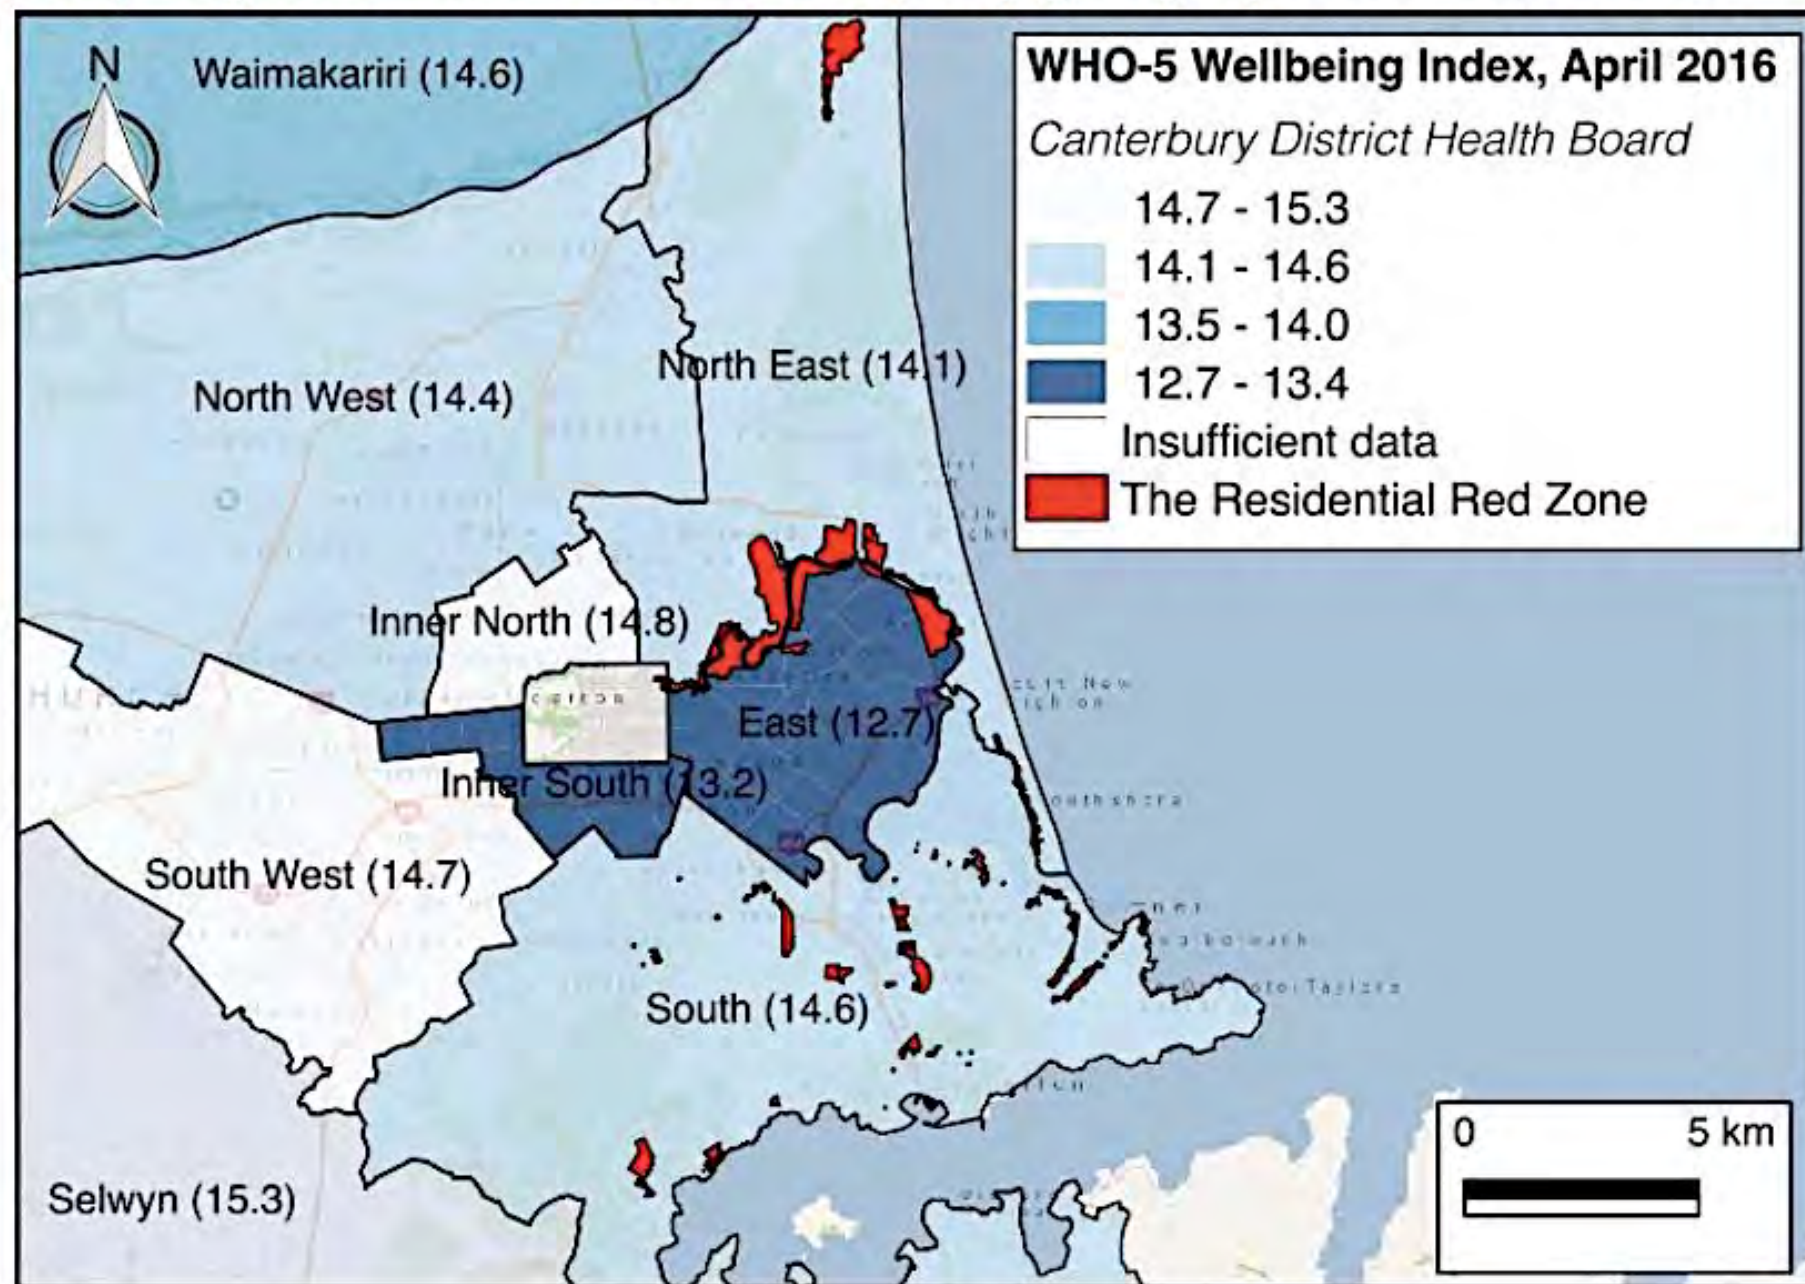 N
Waimakariri (14.6)
WHO-5 Wellbeing Index, April 2016
Canterbury District Health Board
14.7 - 15.3
14.1 - 14.6
13.5 - 14.0
12.7 - 13.4
Insufficient data
The Residential Red Zone
North East (14.1)
North West (14.4)
Inner North (14.8)
East (12.7)
Inner South (13.2)
South West (14.7)
South (14.6)
Selwyn (15.3)
0 5 km